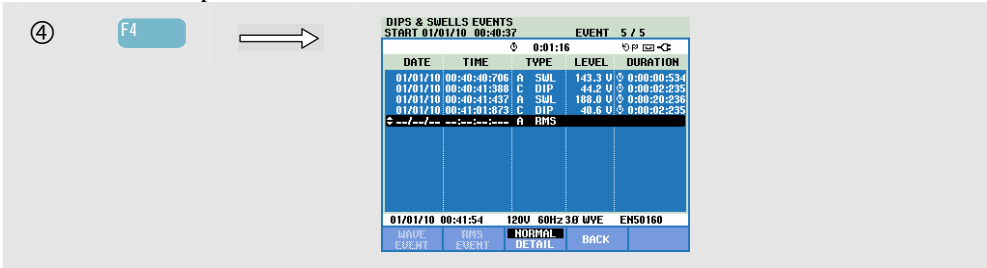 ④ F4
DIPS & SWELLS EVENTS
START 01/01/10 00:40:37 EVENT 5 / 5
0:01:16
DATE TIME TYPE LEVEL DURATION
01/01/10 00:40:40:706 A SWL 143.3 V 0:00:00:534
01/01/10 00:40:41:388 C DIP 44.2 V 0:00:02:235
01/01/10 00:40:41:437 A SWL 188.0 V 0:00:20:236
01/01/10 00:41:01:873 C DIP 40.6 V 0:00:02:235
--/--/-- --:--:--:--- A RMS
01/01/10 00:41:54 120V 60Hz 3Ø WYE EN50160
WAVE EVENT RMS EVENT NORMAL DETAIL BACK